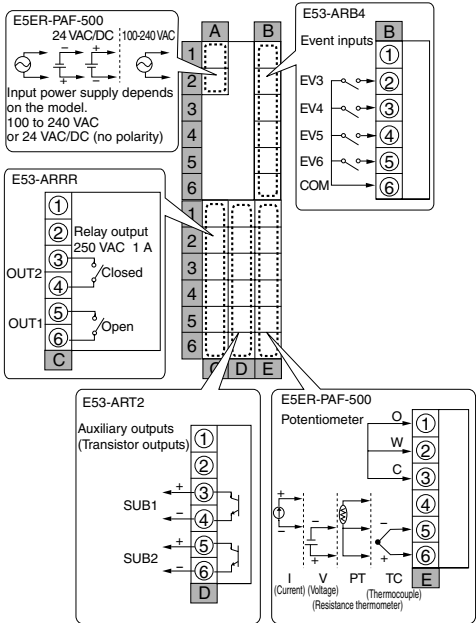 E5ER-PAF-500
24 VAC/DC 100-240 VAC
− − +
+ +
Input power supply depends
on the model.
100 to 240 VAC
or 24 VAC/DC (no polarity)
A B
1
2
3
4
5
6
1
2
3
4
5
6
C D E
E53-ARB4
Event inputs B
1
EV3 2
EV4 3
EV5 4
EV6 5
COM 6
E53-ARRR
1
2 Relay output
250 VAC 1 A
3
OUT2 Closed
4
5
OUT1 Open
6
C
E53-ART2
Auxiliary outputs
(Transistor outputs)
1
2
+ 3
SUB1
− 4
+ 5
SUB2
− 6
D
E5ER-PAF-500
Potentiometer
O 1
W 2
C 3
4
+ − − 5
− + + 6
I V PT TC E
(Current) (Voltage) (Thermocouple)
(Resistance thermometer)